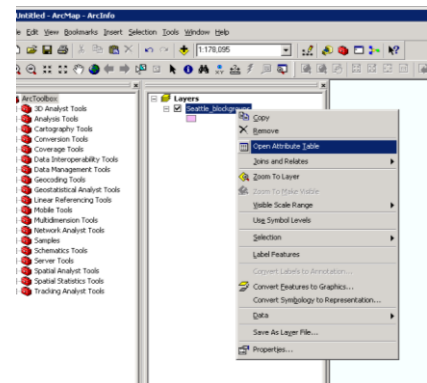 Untitled - ArcMap - ArcInfo
Edit View Bookmarks Insert Selection Tools Window Help
1:178,095
ArcToolbox
3D Analyst Tools
Analysis Tools
Cartography Tools
Conversion Tools
Coverage Tools
Data Interoperability Tools
Data Management Tools
Geocoding Tools
Geostatistical Analyst Tools
Linear Referencing Tools
Mobile Tools
Multidimension Tools
Network Analyst Tools
Samples
Schematics Tools
Server Tools
Spatial Analyst Tools
Spatial Statistics Tools
Tracking Analyst Tools
Layers
Seattle_blockgroups
Copy
Remove
Open Attribute Table
Joins and Relates
Zoom To Layer
Zoom To Make Visible
Visible Scale Range
Use Symbol Levels
Selection
Label Features
Convert Labels to Annotation...
Convert Features to Graphics...
Convert Symbology to Representation...
Data
Save As Layer File...
Properties...